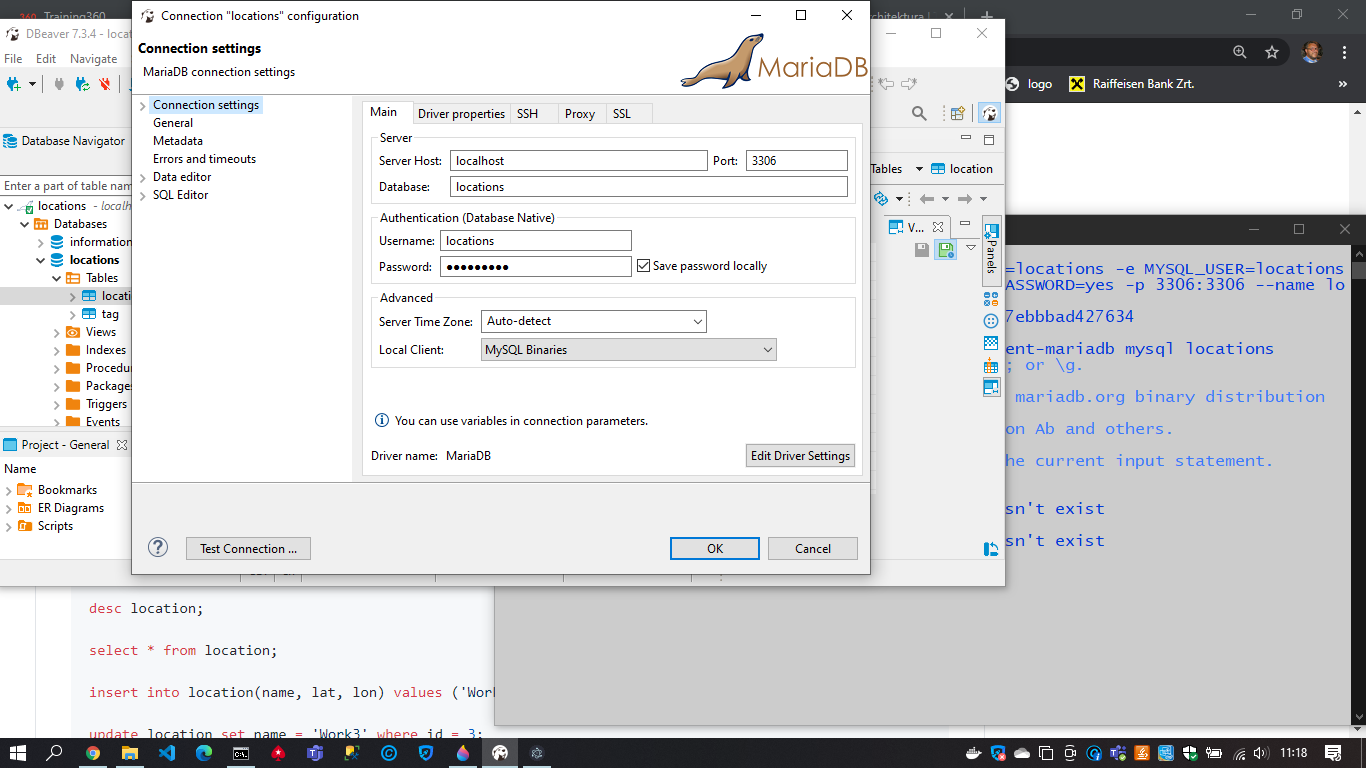 Training360
Connection "locations" configuration
architektura
DBeaver 7.3.4 - locat
Connection settings
MariaDB connection settings
MariaDB
File Edit Navigate
logo
Raiffeisen Bank Zrt.
»
Database Navigator
Enter a part of table nam
locations - localh
Databases
information
locations
Tables
locati
tag
Views
Indexes
Procedur
Packages
Triggers
Events
Project - General
Name
Bookmarks
ER Diagrams
Scripts
Connection settings
General
Metadata
Errors and timeouts
Data editor
SQL Editor
Main Driver properties SSH Proxy SSL
Server
Server Host: localhost Port: 3306
Database: locations
Authentication (Database Native)
Username: locations
Password: ●●●●●●●●● Save password locally
Advanced
Server Time Zone: Auto-detect
Local Client: MySQL Binaries
You can use variables in connection parameters.
Driver name: MariaDB Edit Driver Settings
? Test Connection ... OK Cancel
Tables location
V...
Panels
=locations -e MYSQL_USER=locations
ASSWORD=yes -p 3306:3306 --name lo
7ebbbad427634
ent-mariadb mysql locations
; or \g.
mariadb.org binary distribution
on Ab and others.
he current input statement.
sn't exist
sn't exist
desc location;
select * from location;
insert into location(name, lat, lon) values ('Work
update location set name = 'Work3' where id = 3;
11:18